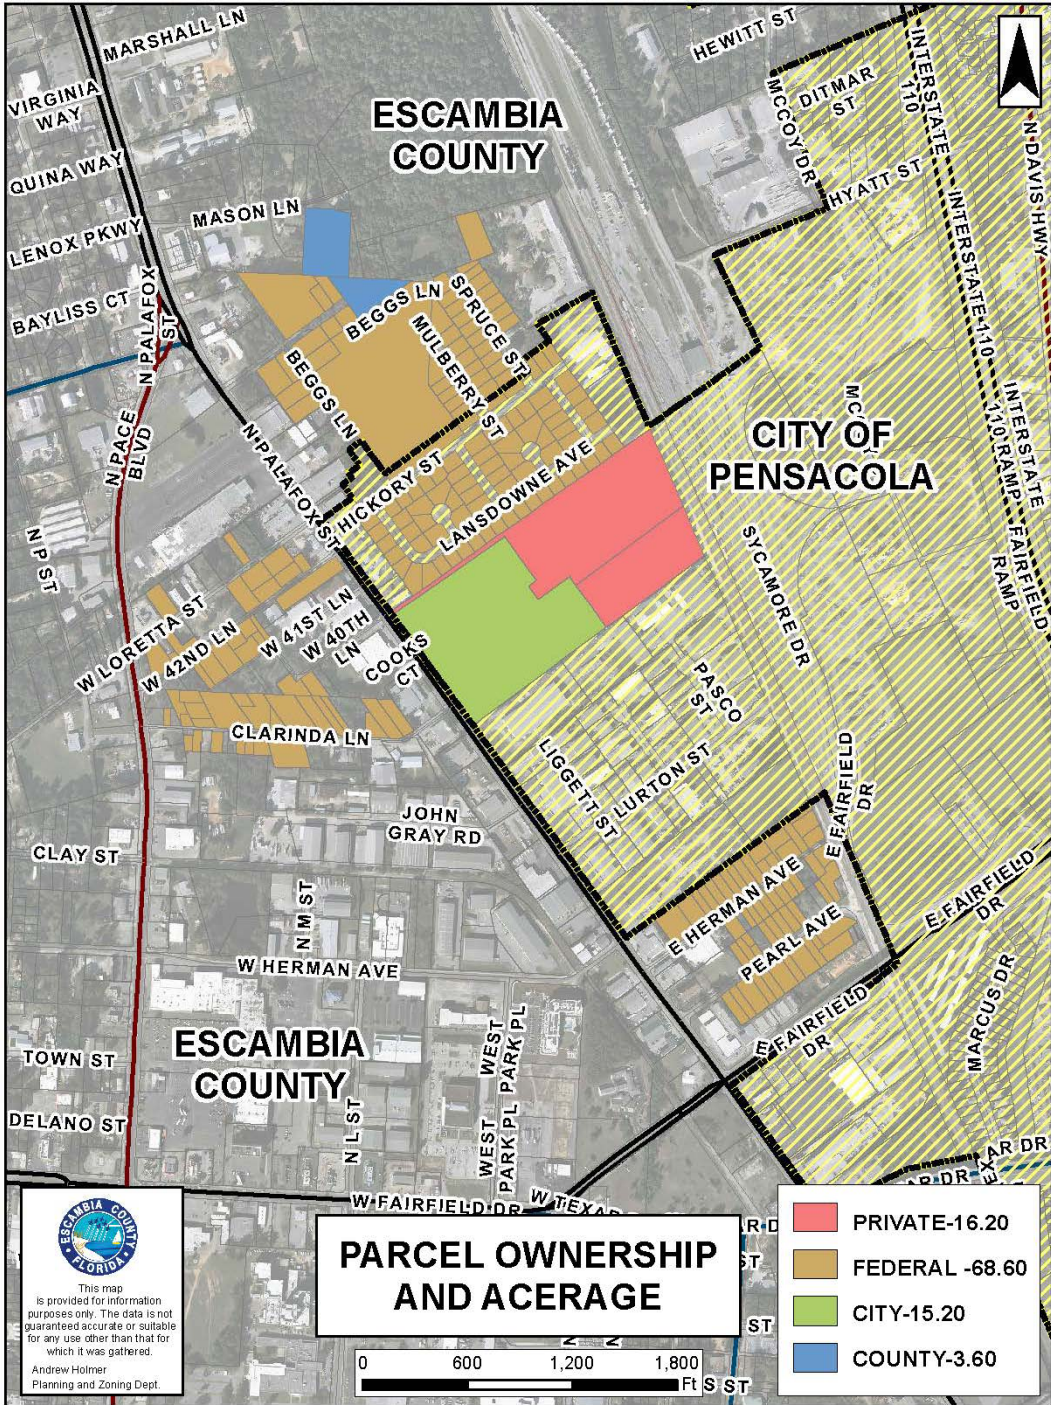 MARSHALL LN
HEWITT ST
VIRGINIA
WAY
ESCAMBIA
COUNTY
MCCOY DR
DITMAR
ST
INTERSTATE
110
N DAVIS HWY
QUINA WAY
HYATT ST
MASON LN
LENOX PKWY
INTERSTATE 110
BAYLISS CT
N PALAFOX
ST
BEGGS LN
SPRUCE ST
MULBERRY ST
BEGGS LN
N PACE
BLVD
N PALAFOX ST
CITY OF
PENSACOLA
INTERSTATE
110 RAMP
HICKORY ST
LANSDOWNE AVE
FAIRFIELD
RAMP
N P ST
SYCAMORE DR
W LORETTA ST
W 42ND LN
W 41ST LN
W 40TH
LN
COOKS
CT
CLARINDA LN
PASCO
ST
LIGGETT ST
LURTON ST
E FAIRFIELD
DR
JOHN
GRAY RD
CLAY ST
N M ST
E HERMAN AVE
PEARL AVE
E FAIRFIELD
DR
W HERMAN AVE
ESCAMBIA
COUNTY
WEST
PARK PL
WEST
PARK PL
E FAIRFIELD
DR
MARCUS DR
TOWN ST
DELANO ST
N L ST
AR DR
AR DR
W FAIRFIELD DR
ESCAMBIA COUNTY
FLORIDA
This map
is provided for information
purposes only. The data is not
guaranteed accurate or suitable
for any use other than that for
which it was gathered.
Andrew Holmer
Planning and Zoning Dept.
PARCEL OWNERSHIP
AND ACERAGE
ST
ST
S ST
0 600 1,200 1,800
Ft
PRIVATE-16.20
FEDERAL -68.60
CITY-15.20
COUNTY-3.60